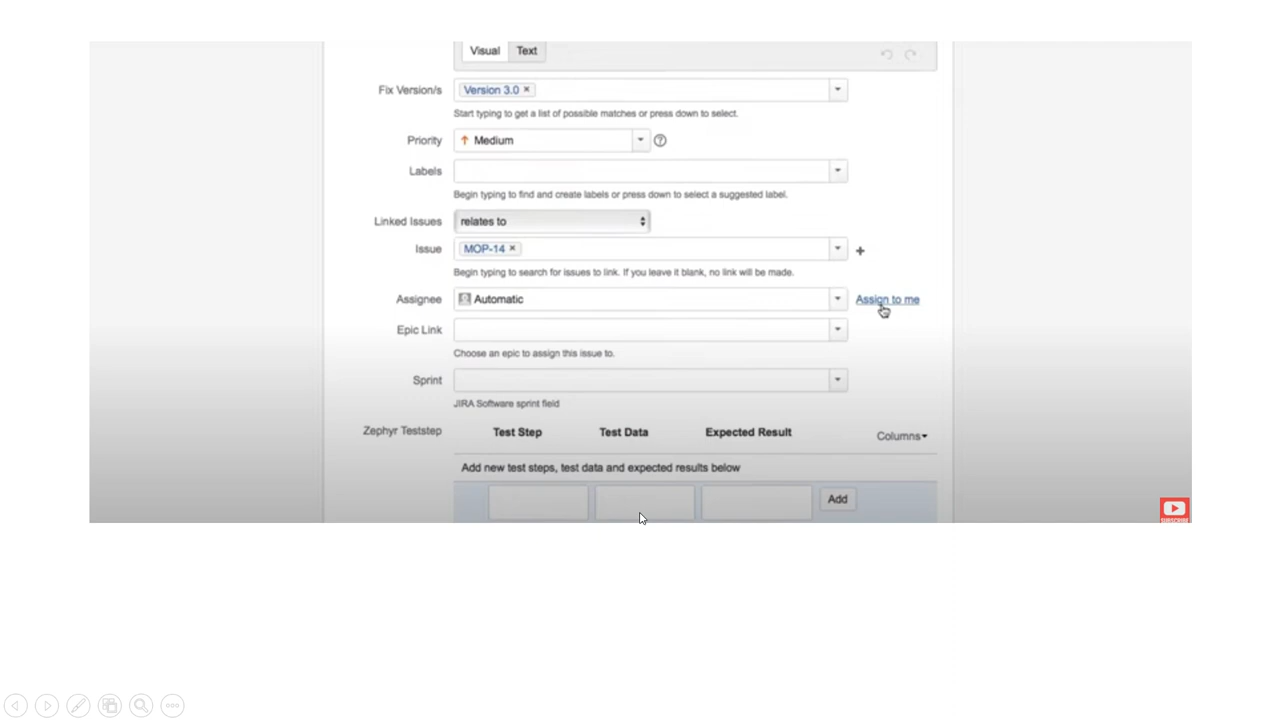 Visual Text
Fix Version/s Version 3.0 ×
Start typing to get a list of possible matches or press down to select.
Priority Medium
Labels
Begin typing to find and create labels or press down to select a suggested label.
Linked Issues relates to
Issue MOP-14 ×
Begin typing to search for issues to link. If you leave it blank, no link will be made.
Assignee Automatic Assign to me
Epic Link
Choose an epic to assign this issue to.
Sprint
JIRA Software sprint field
Zephyr Teststep Test Step Test Data Expected Result Columns
Add new test steps, test data and expected results below
Add
SUBSCRIBE